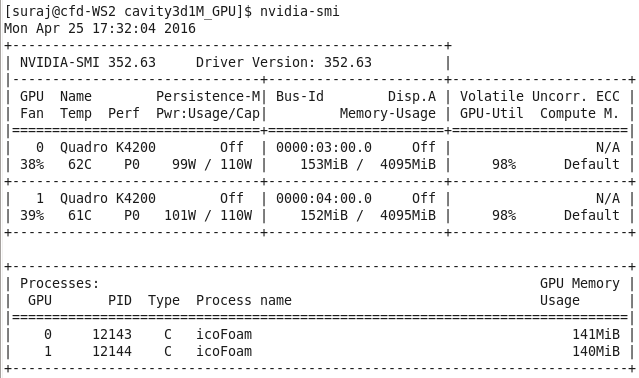 [suraj@cfd-WS2 cavity3d1M_GPU]$ nvidia-smi
Mon Apr 25 17:32:04 2016
+------------------------------------------------------+
| NVIDIA-SMI 352.63     Driver Version: 352.63         |
|-------------------------------+----------------------+----------------------+
| GPU  Name        Persistence-M| Bus-Id        Disp.A | Volatile Uncorr. ECC |
| Fan  Temp  Perf  Pwr:Usage/Cap|         Memory-Usage | GPU-Util  Compute M. |
|===============================+======================+======================|
|   0  Quadro K4200        Off  | 0000:03:00.0     Off |                  N/A |
| 38%   62C    P0    99W / 110W |    153MiB /  4095MiB |     98%      Default |
+-------------------------------+----------------------+----------------------+
|   1  Quadro K4200        Off  | 0000:04:00.0     Off |                  N/A |
| 39%   61C    P0   101W / 110W |    152MiB /  4095MiB |     98%      Default |
+-------------------------------+----------------------+----------------------+
+-----------------------------------------------------------------------------+
| Processes:                                                       GPU Memory |
|  GPU       PID  Type  Process name                               Usage      |
|=============================================================================|
|    0     12143    C   icoFoam                                        141MiB |
|    1     12144    C   icoFoam                                        140MiB |
+-----------------------------------------------------------------------------+